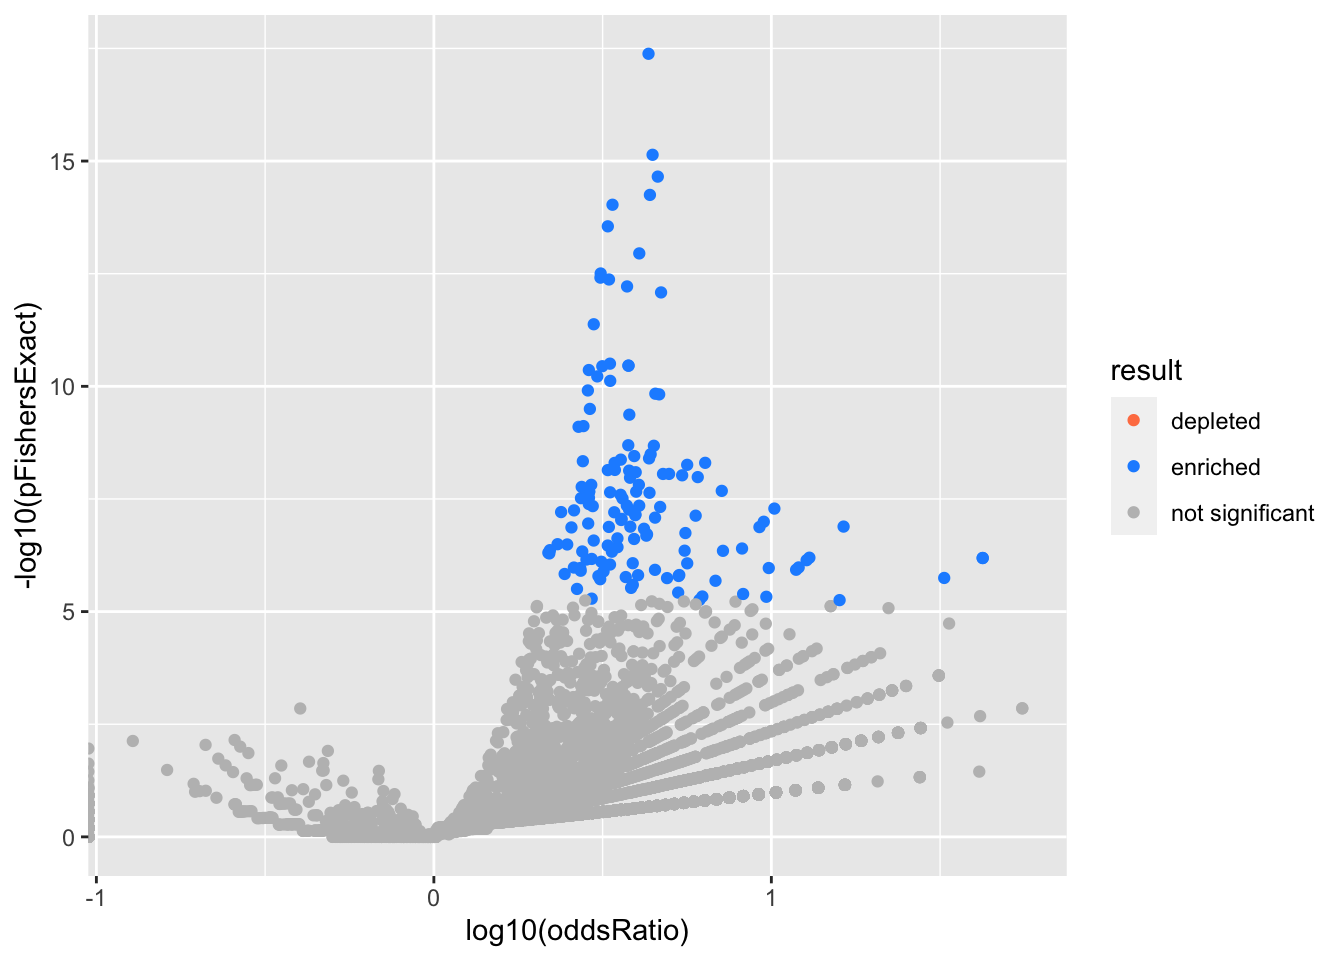 15
10
5
0
-1
0
1
-log10(pFishersExact)
log10(oddsRatio)
result
depleted
enriched
not significant